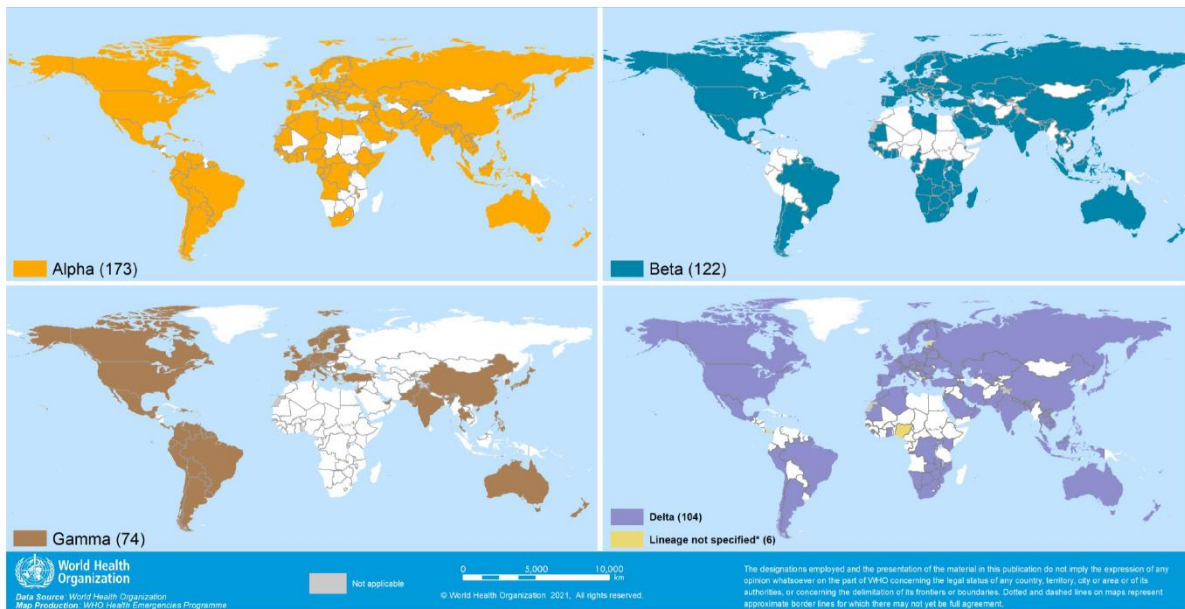 Alpha (173)
Beta (122)
Gamma (74)
Delta (104)
Lineage not specified* (6)
World Health
Organization
Data Source: World Health Organization
Map Production: WHO Health Emergencies Programme
Not applicable
0 5,000 10,000
km
© World Health Organization 2021, All rights reserved.
The designations employed and the presentation of the material in this publication do not imply the expression of any
opinion whatsoever on the part of WHO concerning the legal status of any country, territory, city or area or of its
authorities, or concerning the delimitation of its frontiers or boundaries. Dotted and dashed lines on maps represent
approximate border lines for which there may not yet be full agreement.